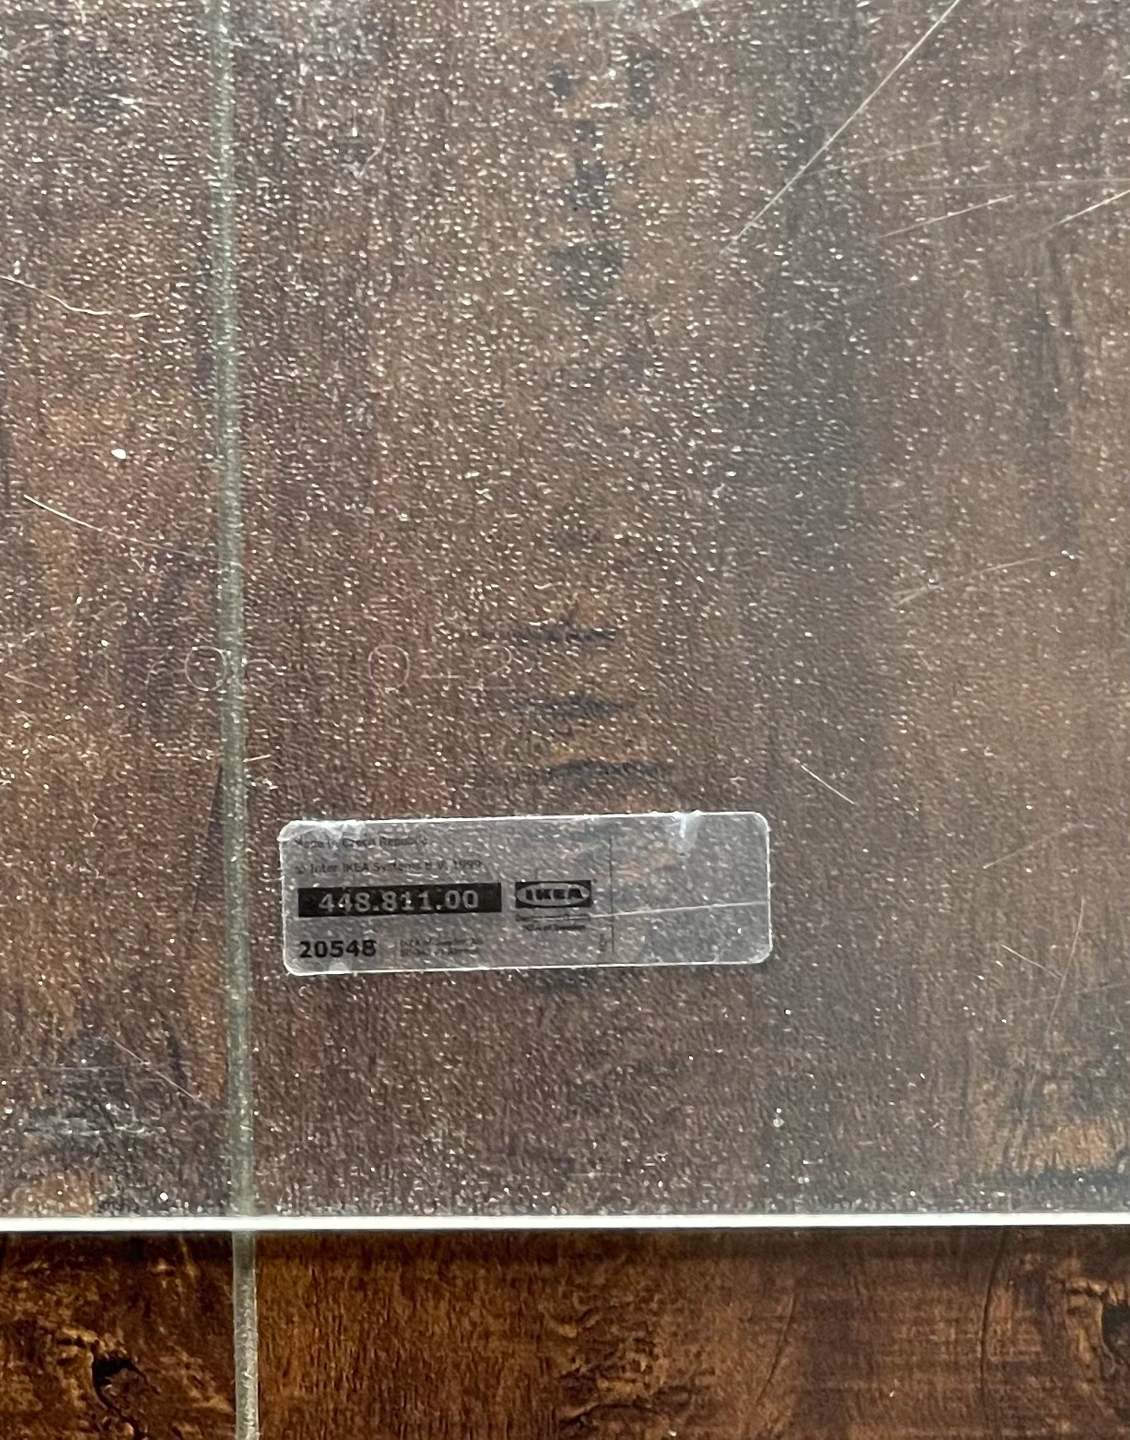 Made in Czech Republic
© Inter IKEA Systems B.V. 1999
448.811.00
IKEA
20548